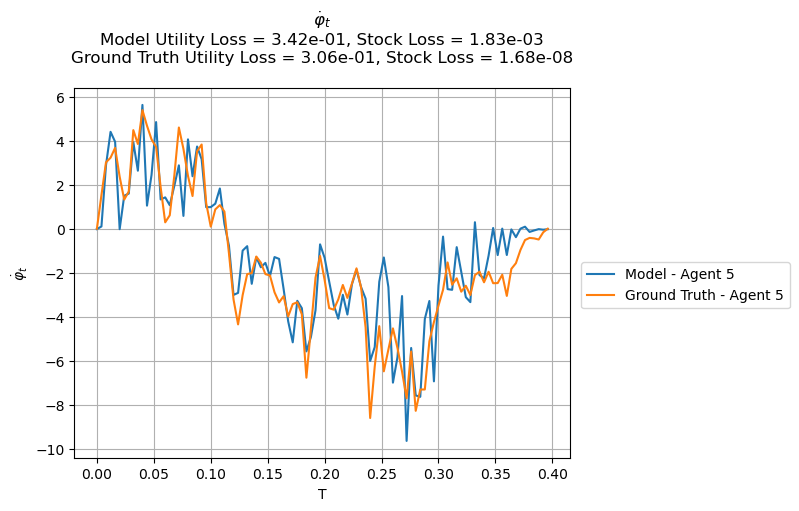 φ̇ₜ
Model Utility Loss = 3.42e-01, Stock Loss = 1.83e-03
Ground Truth Utility Loss = 3.06e-01, Stock Loss = 1.68e-08
6
4
2
0
−2
−4
−6
−8
−10
φ̇ₜ
0.00 0.05 0.10 0.15 0.20 0.25 0.30 0.35 0.40
T
Model - Agent 5
Ground Truth - Agent 5